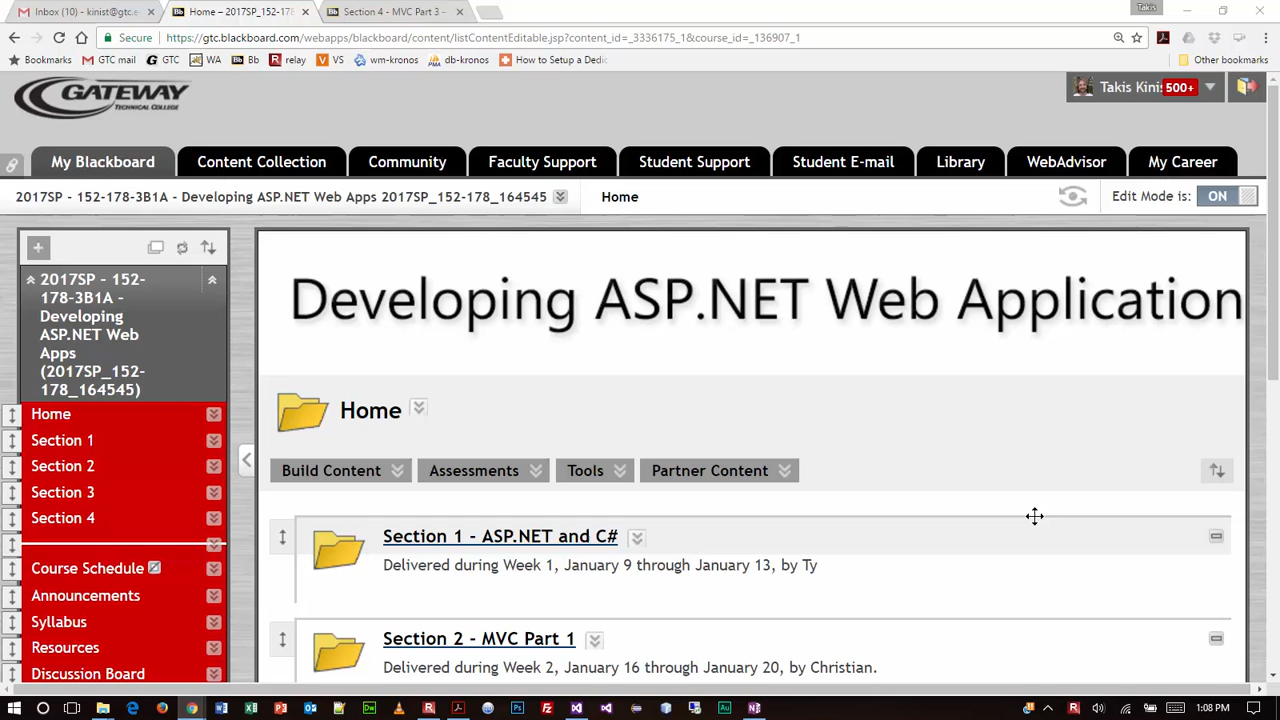 Inbox (10) - kinist@gtc.e
Home – 2017SP_152-178
Section 4 - MVC Part 3 –
Takis
Secure
https://gtc.blackboard.com/webapps/blackboard/content/listContentEditable.jsp?content_id=_3336175_1&course_id=_136907_1
Bookmarks
GTC mail
GTC
WA
Bb
relay
VS
wm-kronos
db-kronos
How to Setup a Dedic
Other bookmarks
GATEWAY
TECHNICAL COLLEGE
Takis Kinis
500+
My Blackboard
Content Collection
Community
Faculty Support
Student Support
Student E-mail
Library
WebAdvisor
My Career
2017SP - 152-178-3B1A - Developing ASP.NET Web Apps 2017SP_152-178_164545
Home
Edit Mode is:
ON
2017SP - 152-
178-3B1A -
Developing
ASP.NET Web
Apps
(2017SP_152-
178_164545)
Home
Section 1
Section 2
Section 3
Section 4
Course Schedule
Announcements
Syllabus
Resources
Discussion Board
Developing ASP.NET Web Application
Home
Build Content
Assessments
Tools
Partner Content
Section 1 - ASP.NET and C#
Delivered during Week 1, January 9 through January 13, by Ty
Section 2 - MVC Part 1
Delivered during Week 2, January 16 through January 20, by Christian.
1:08 PM